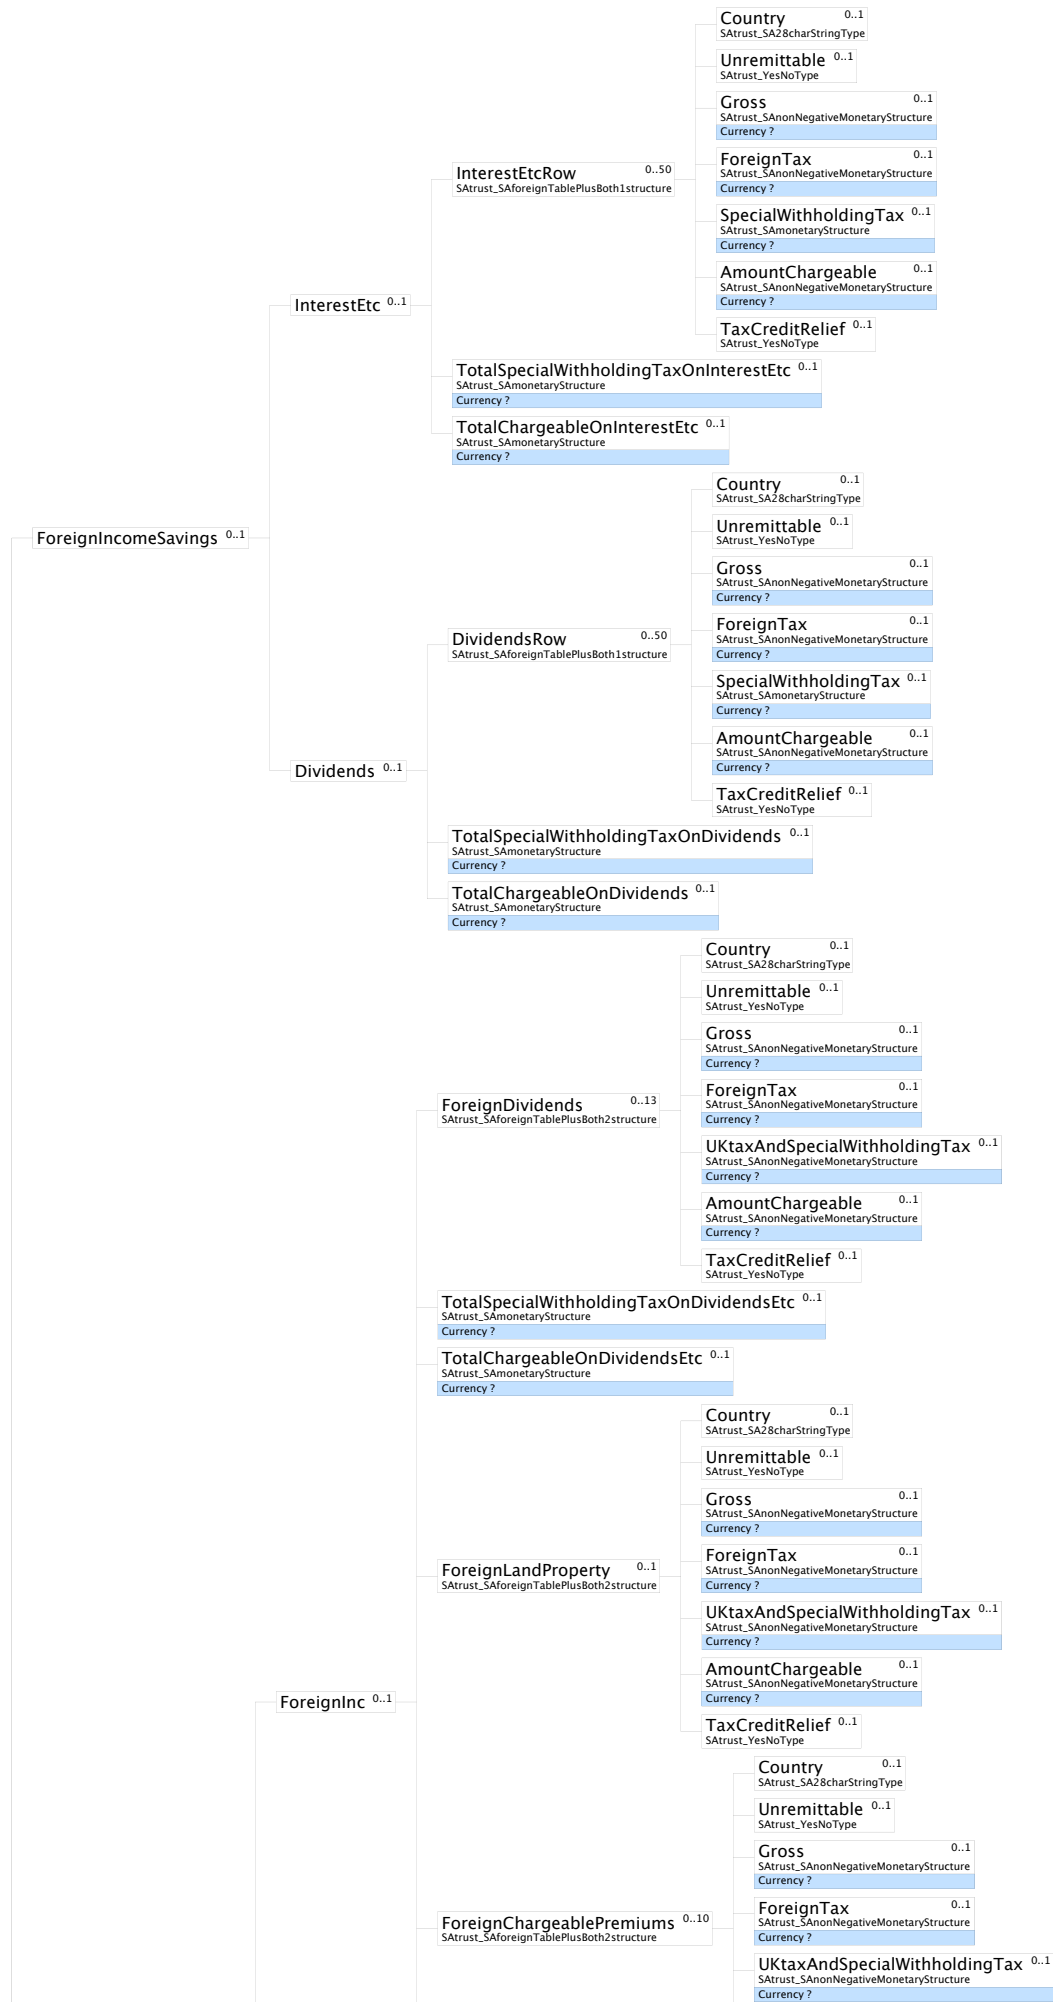 Country 0..1
SAtrust_SA28charStringType
Unremittable 0..1
SAtrust_YesNoType
Gross 0..1
SAtrust_SAnonNegativeMonetaryStructure
Currency ?
ForeignTax 0..1
SAtrust_SAnonNegativeMonetaryStructure
Currency ?
InterestEtcRow 0..50
SAtrust_SAforeignTablePlusBoth1structure
SpecialWithholdingTax 0..1
SAtrust_SAmonetaryStructure
Currency ?
AmountChargeable 0..1
SAtrust_SAnonNegativeMonetaryStructure
Currency ?
InterestEtc 0..1
TaxCreditRelief 0..1
SAtrust_YesNoType
TotalSpecialWithholdingTaxOnInterestEtc 0..1
SAtrust_SAmonetaryStructure
Currency ?
TotalChargeableOnInterestEtc 0..1
SAtrust_SAmonetaryStructure
Currency ?
Country 0..1
SAtrust_SA28charStringType
ForeignIncomeSavings 0..1
Unremittable 0..1
SAtrust_YesNoType
Gross 0..1
SAtrust_SAnonNegativeMonetaryStructure
Currency ?
ForeignTax 0..1
SAtrust_SAnonNegativeMonetaryStructure
Currency ?
DividendsRow 0..50
SAtrust_SAforeignTablePlusBoth1structure
SpecialWithholdingTax 0..1
SAtrust_SAmonetaryStructure
Currency ?
AmountChargeable 0..1
SAtrust_SAnonNegativeMonetaryStructure
Currency ?
Dividends 0..1
TaxCreditRelief 0..1
SAtrust_YesNoType
TotalSpecialWithholdingTaxOnDividends 0..1
SAtrust_SAmonetaryStructure
Currency ?
TotalChargeableOnDividends 0..1
SAtrust_SAmonetaryStructure
Currency ?
Country 0..1
SAtrust_SA28charStringType
Unremittable 0..1
SAtrust_YesNoType
Gross 0..1
SAtrust_SAnonNegativeMonetaryStructure
Currency ?
ForeignTax 0..1
SAtrust_SAnonNegativeMonetaryStructure
Currency ?
ForeignDividends 0..13
SAtrust_SAforeignTablePlusBoth2structure
UKtaxAndSpecialWithholdingTax 0..1
SAtrust_SAnonNegativeMonetaryStructure
Currency ?
AmountChargeable 0..1
SAtrust_SAnonNegativeMonetaryStructure
Currency ?
TaxCreditRelief 0..1
SAtrust_YesNoType
TotalSpecialWithholdingTaxOnDividendsEtc 0..1
SAtrust_SAmonetaryStructure
Currency ?
TotalChargeableOnDividendsEtc 0..1
SAtrust_SAmonetaryStructure
Currency ?
Country 0..1
SAtrust_SA28charStringType
Unremittable 0..1
SAtrust_YesNoType
Gross 0..1
SAtrust_SAnonNegativeMonetaryStructure
Currency ?
ForeignTax 0..1
SAtrust_SAnonNegativeMonetaryStructure
Currency ?
ForeignLandProperty 0..1
SAtrust_SAforeignTablePlusBoth2structure
UKtaxAndSpecialWithholdingTax 0..1
SAtrust_SAnonNegativeMonetaryStructure
Currency ?
AmountChargeable 0..1
SAtrust_SAnonNegativeMonetaryStructure
Currency ?
ForeignInc 0..1
TaxCreditRelief 0..1
SAtrust_YesNoType
Country 0..1
SAtrust_SA28charStringType
Unremittable 0..1
SAtrust_YesNoType
Gross 0..1
SAtrust_SAnonNegativeMonetaryStructure
Currency ?
ForeignTax 0..1
SAtrust_SAnonNegativeMonetaryStructure
Currency ?
ForeignChargeablePremiums 0..10
SAtrust_SAforeignTablePlusBoth2structure
UKtaxAndSpecialWithholdingTax 0..1
SAtrust_SAnonNegativeMonetaryStructure
Currency ?